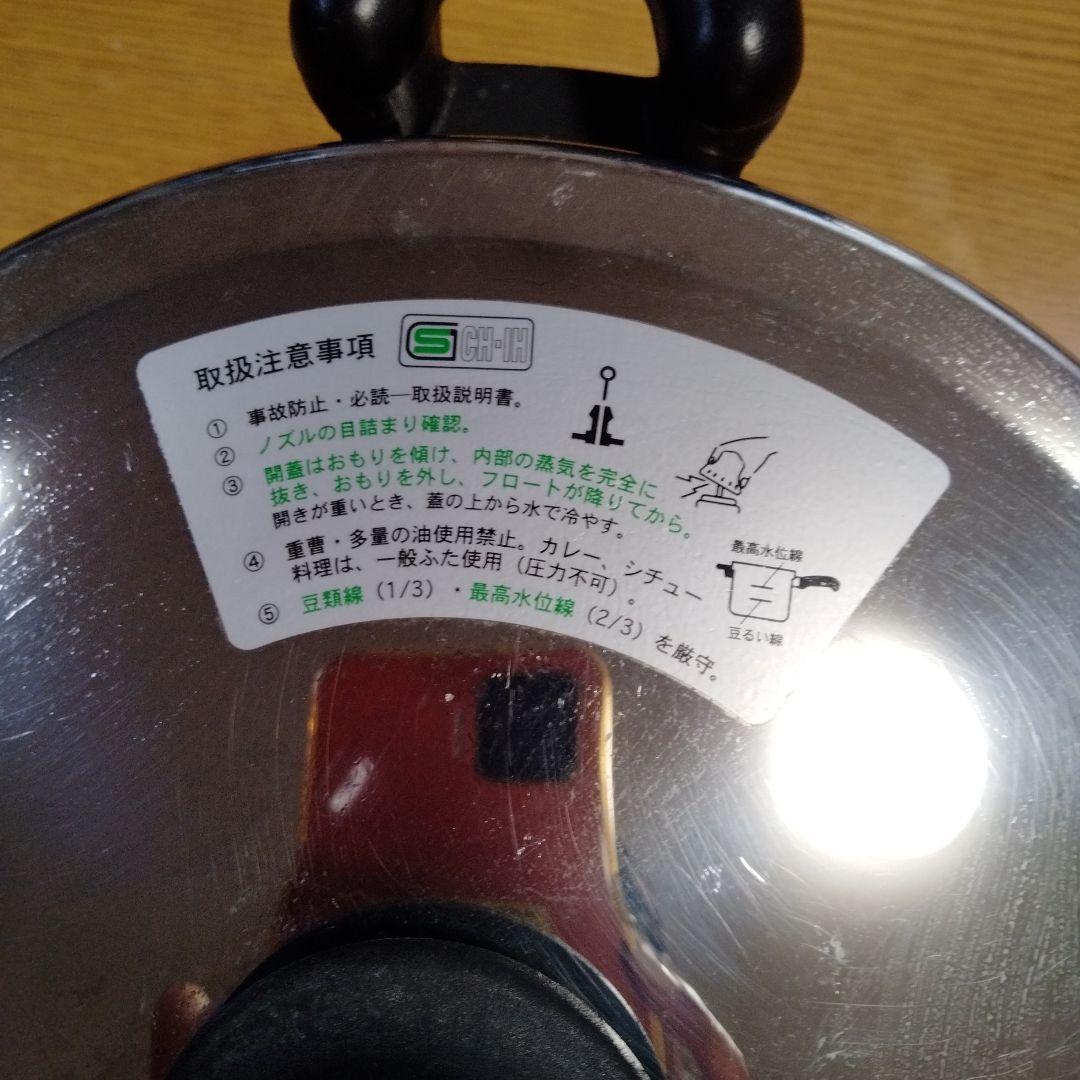 取扱注意事項 SG CH-IH
① 事故防止・必読―取扱説明書。
② ノズルの目詰まり確認。
③ 開蓋はおもりを傾け、内部の蒸気を完全に
抜き、おもりを外し、フロートが降りてから。
開きが重いとき、蓋の上から水で冷やす。
④ 重曹・多量の油使用禁止。カレー、シチュー
料理は、一般ふた使用（圧力不可）。
⑤ 豆類線（1/3）・最高水位線（2/3）を厳守。
最高水位線
豆るい線